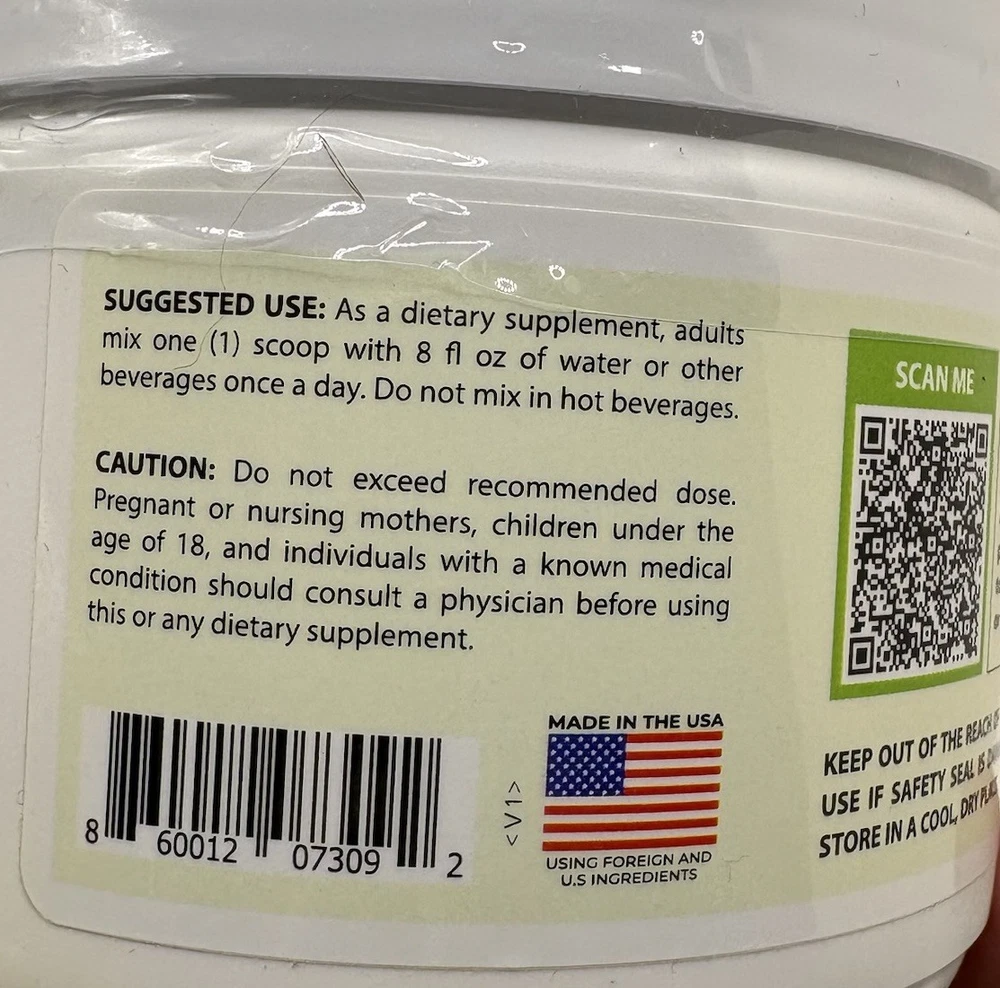 SUGGESTED USE: As a dietary supplement, adults
mix one (1) scoop with 8 fl oz of water or other
beverages once a day. Do not mix in hot beverages.
CAUTION: Do not exceed recommended dose.
Pregnant or nursing mothers, children under the
age of 18, and individuals with a known medical
condition should consult a physician before using
this or any dietary supplement.
8 60012 07309 2
<V1>
MADE IN THE USA
USING FOREIGN AND
U.S INGREDIENTS
SCAN ME
KEEP OUT OF THE REACH
USE IF SAFETY SEAL IS
STORE IN A COOL, DRY